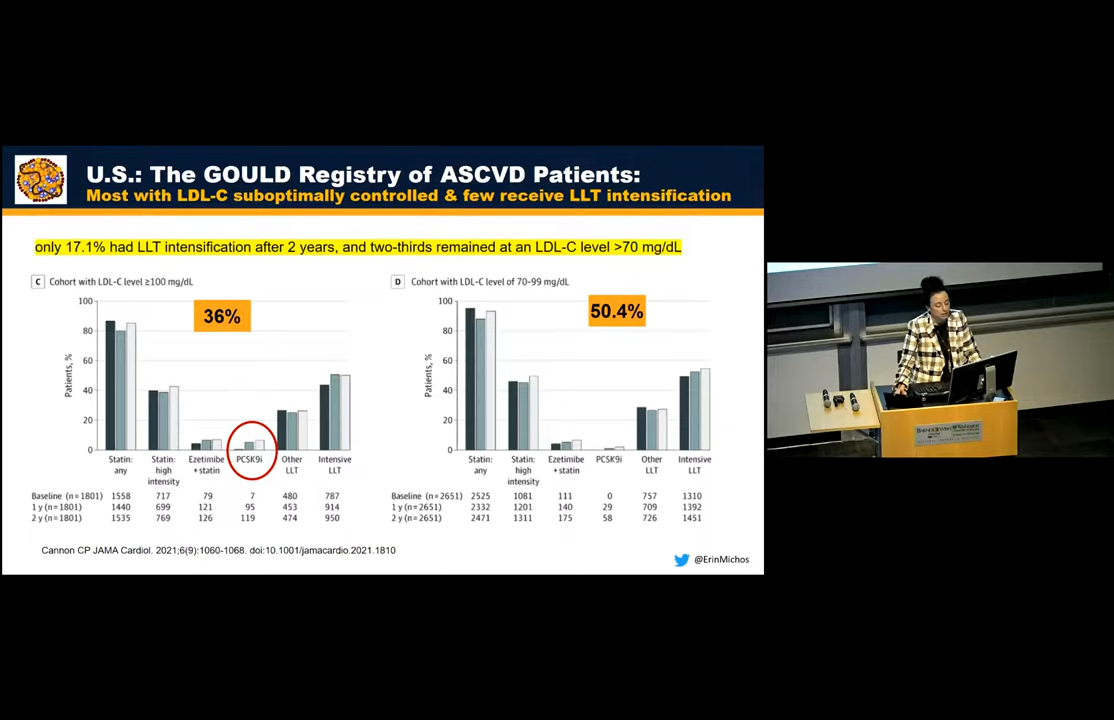 U.S.: The GOULD Registry of ASCVD Patients:
Most with LDL-C suboptimally controlled & few receive LLT intensification
only 17.1% had LLT intensification after 2 years, and two-thirds remained at an LDL-C level >70 mg/dL
C Cohort with LDL-C level ≥100 mg/dL
36%
Patients, %
100
80
60
40
20
0
Statin: any
Statin: high intensity
Ezetimibe + statin
PCSK9i
Other LLT
Intensive LLT
Baseline (n=1801) 1558 717 79 7 480 787
1 y (n=1801) 1440 699 121 95 453 914
2 y (n=1801) 1535 769 126 119 474 950
D Cohort with LDL-C level of 70-99 mg/dL
50.4%
Patients, %
100
80
60
40
20
0
Statin: any
Statin: high intensity
Ezetimibe + statin
PCSK9i
Other LLT
Intensive LLT
Baseline (n=2651) 2525 1081 111 0 757 1310
1 y (n=2651) 2332 1201 140 29 709 1392
2 y (n=2651) 2471 1311 175 58 726 1451
Cannon CP JAMA Cardiol. 2021;6(9):1060-1068. doi:10.1001/jamacardio.2021.1810
@ErinMichos